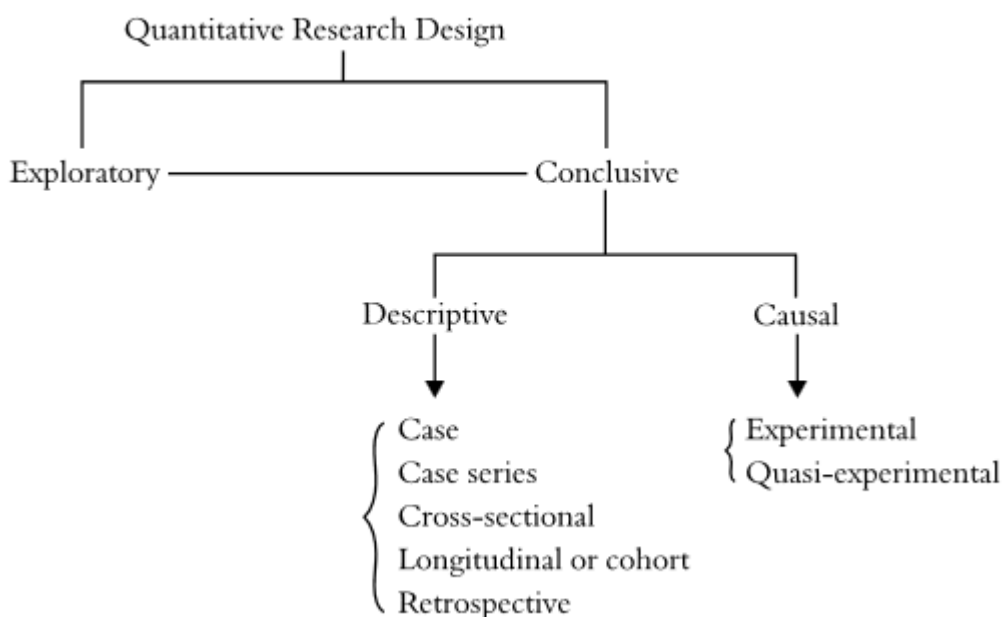 Quantitative Research Design
Exploratory
Conclusive
Descriptive
Causal
Case
Case series
Cross-sectional
Longitudinal or cohort
Retrospective
Experimental
Quasi-experimental